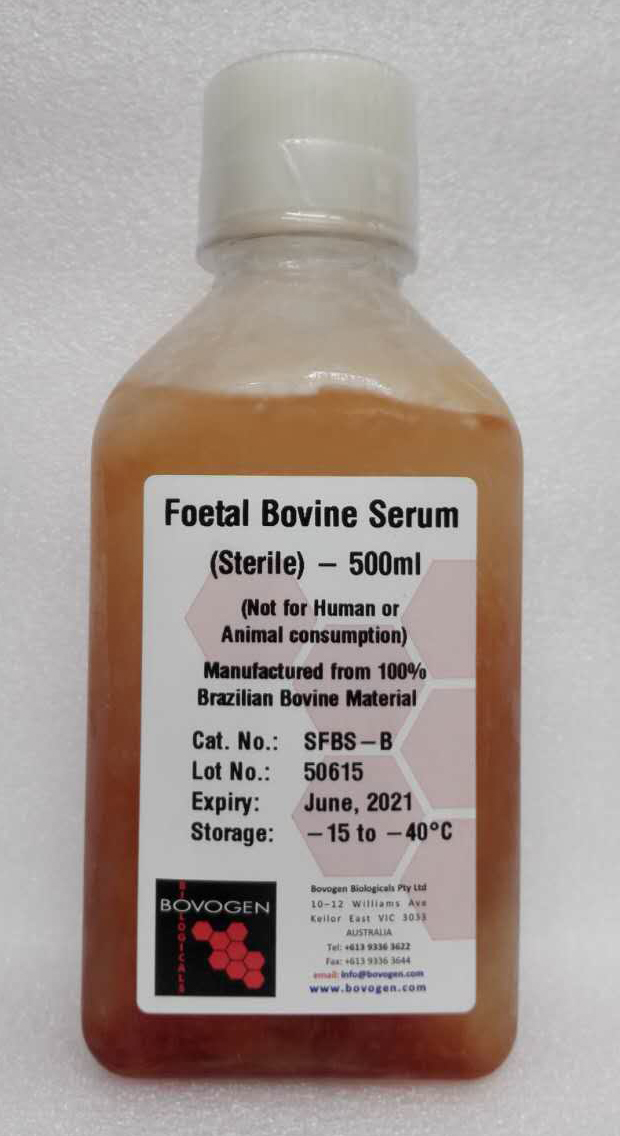 Foetal Bovine Serum
(Sterile) – 500ml
(Not for Human or
Animal consumption)
Manufactured from 100%
Brazilian Bovine Material
Cat. No.: SFBS–B
Lot No.: 50615
Expiry: June, 2021
Storage: –15 to –40°C
BOVOGEN
BIOLOGICALS
Bovogen Biologicals Pty Ltd
10-12 Williams Ave
Keilor East VIC 3033
AUSTRALIA
Tel: +613 9336 3622
Fax: +613 9336 3644
email: info@bovogen.com
www.bovogen.com